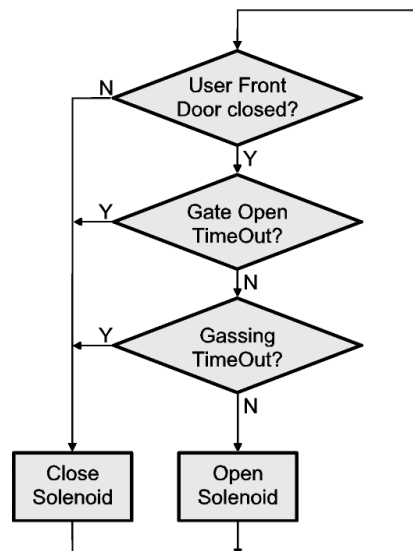 User Front
Door closed?
N
Y
Gate Open
TimeOut?
Y
N
Gassing
TimeOut?
Y
N
Close
Solenoid
Open
Solenoid